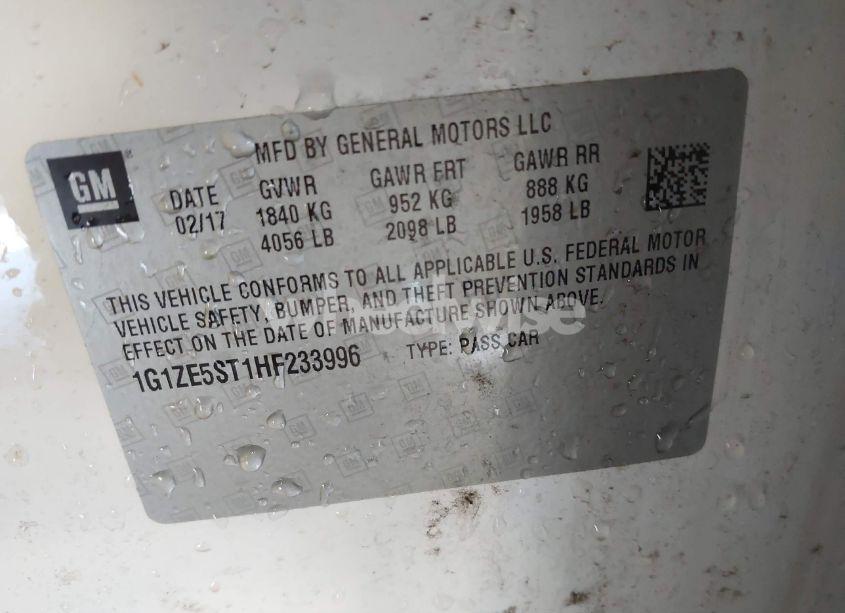 MFD BY GENERAL MOTORS LLC
GM
DATE GVWR GAWR FRT GAWR RR
02/17 1840 KG 952 KG 888 KG
4056 LB 2098 LB 1958 LB
THIS VEHICLE CONFORMS TO ALL APPLICABLE U.S. FEDERAL MOTOR
VEHICLE SAFETY, BUMPER, AND THEFT PREVENTION STANDARDS IN
EFFECT ON THE DATE OF MANUFACTURE SHOWN ABOVE.
1G1ZE5ST1HF233996 TYPE: PASS CAR